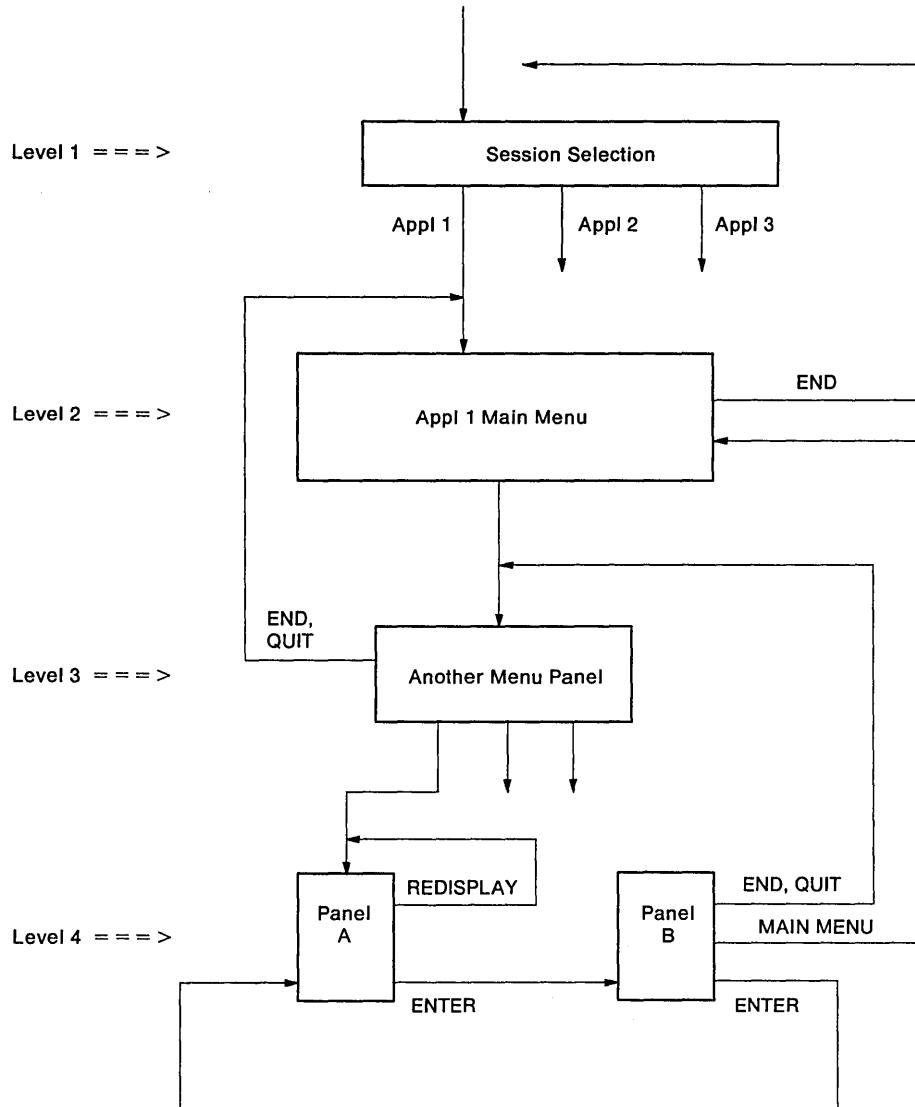 Level 1 = = = >
Session Selection
Appl 1
Appl 2
Appl 3
END
Level 2 = = = >
Appl 1 Main Menu
END,
QUIT
Level 3 = = = >
Another Menu Panel
REDISPLAY
END, QUIT
Panel
A
Panel
B
MAIN MENU
Level 4 = = = >
ENTER
ENTER